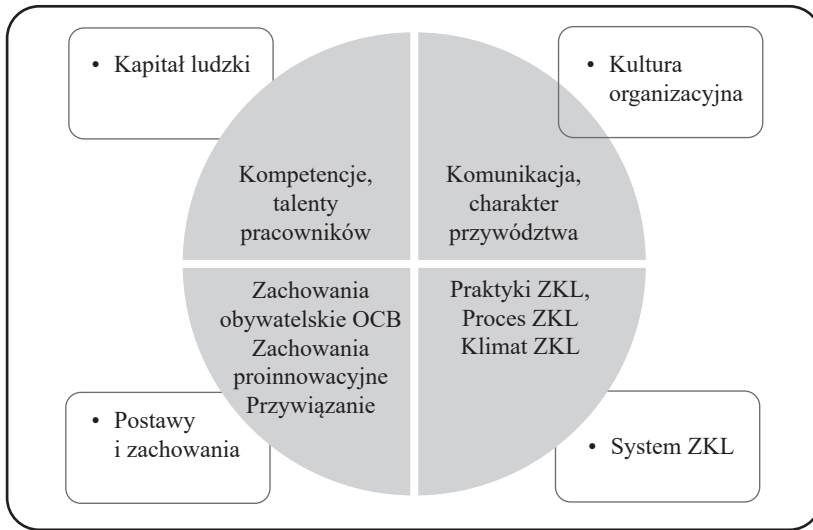 • Kapitał ludzki
• Kultura
organizacyjna
Kompetencje,
talenty
pracowników
Komunikacja,
charakter
przywództwa
Zachowania
obywatelskie OCB
Zachowania
proinnowacyjne
Przywiązanie
Praktyki ZKL,
Proces ZKL
Klimat ZKL
• Postawy
i zachowania
• System ZKL